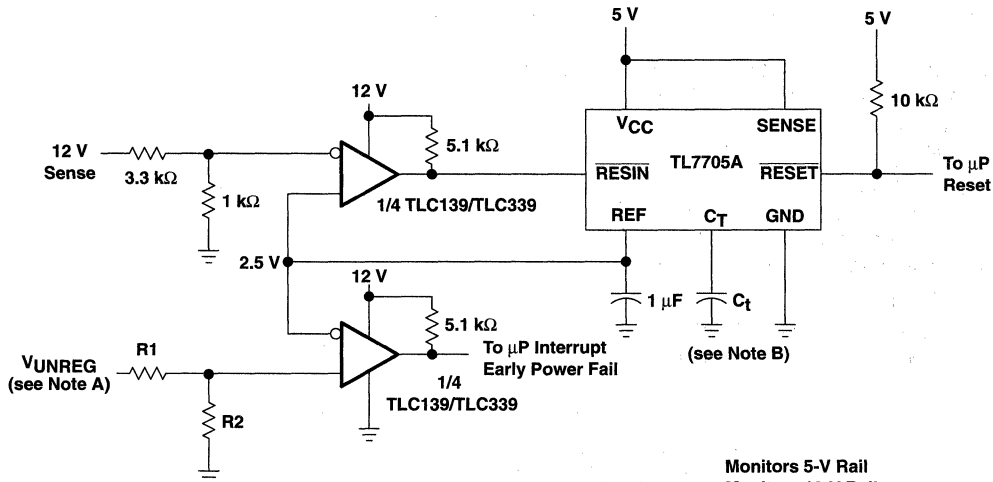 5 V
5 V
12 V
10 kΩ
VCC
SENSE
5.1 kΩ
12 V
Sense
3.3 kΩ
TL7705A
RESIN
RESET
To μP
Reset
1 kΩ
1/4 TLC139/TLC339
REF
CT
GND
2.5 V
12 V
1 μF
Ct
5.1 kΩ
(see Note B)
To μP Interrupt
Early Power Fail
VUNREG
(see Note A)
R1
1/4
TLC139/TLC339
R2
Monitors 5-V Rail